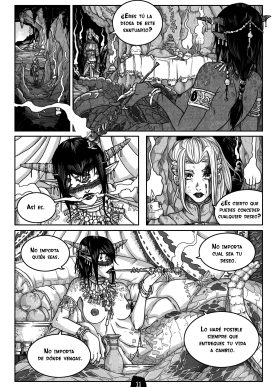 ¿Eres tú la
diosa de este
santuario?
Así es.
¿Es cierto que
puedes conceder
cualquier deseo?
No importa
quién seas.
No importa
cual sea tu
deseo.
No importa
de dónde vengas.
Lo haré posible
siempre que
entregues tu vida
a cambio.
11